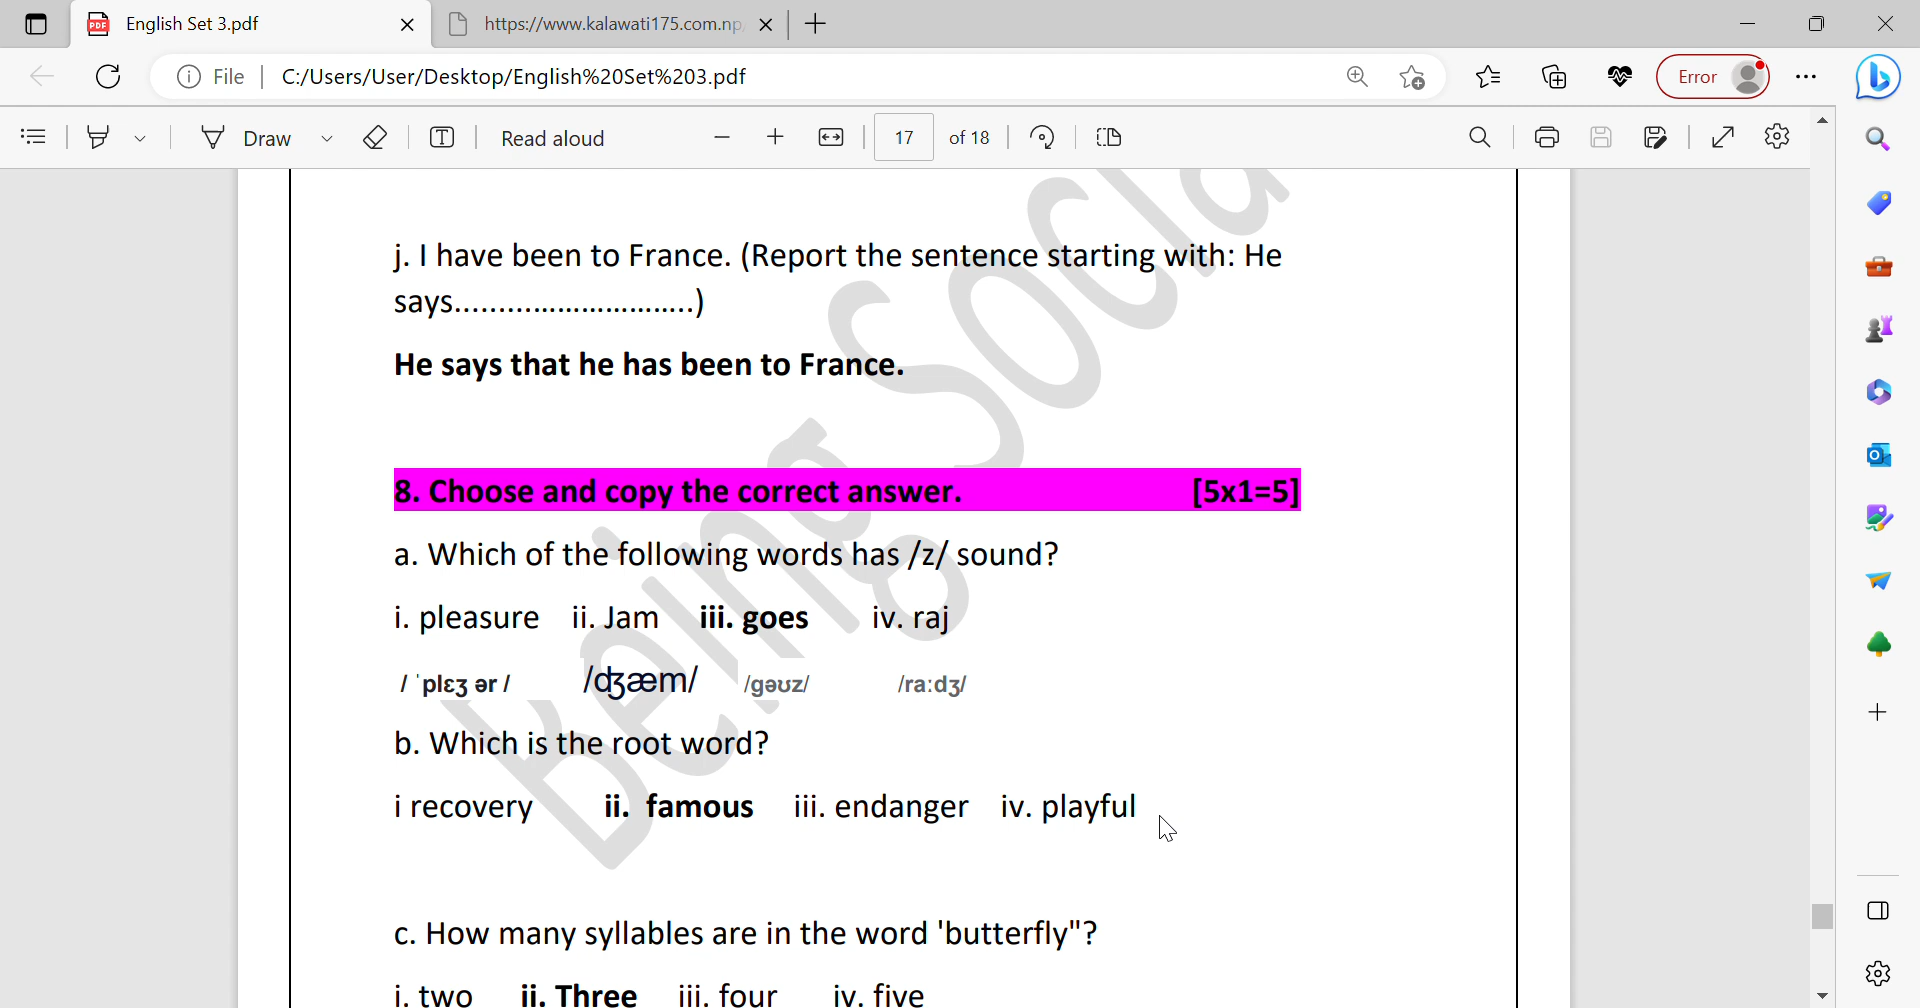 English Set 3.pdf
https://www.kalawati175.com.np/
File
C:/Users/User/Desktop/English%20Set%203.pdf
Error
Draw
Read aloud
17 of 18
j. I have been to France. (Report the sentence starting with: He
says..............................)
He says that he has been to France.
8. Choose and copy the correct answer. [5x1=5]
a. Which of the following words has /z/ sound?
i. pleasure ii. Jam iii. goes iv. raj
/ ˈplɛʒ ər / /ʤæm/ /gəʊz/ /raːdʒ/
b. Which is the root word?
i recovery ii. famous iii. endanger iv. playful
c. How many syllables are in the word 'butterfly"?
i. two ii. Three iii. four iv. five
Being Socia